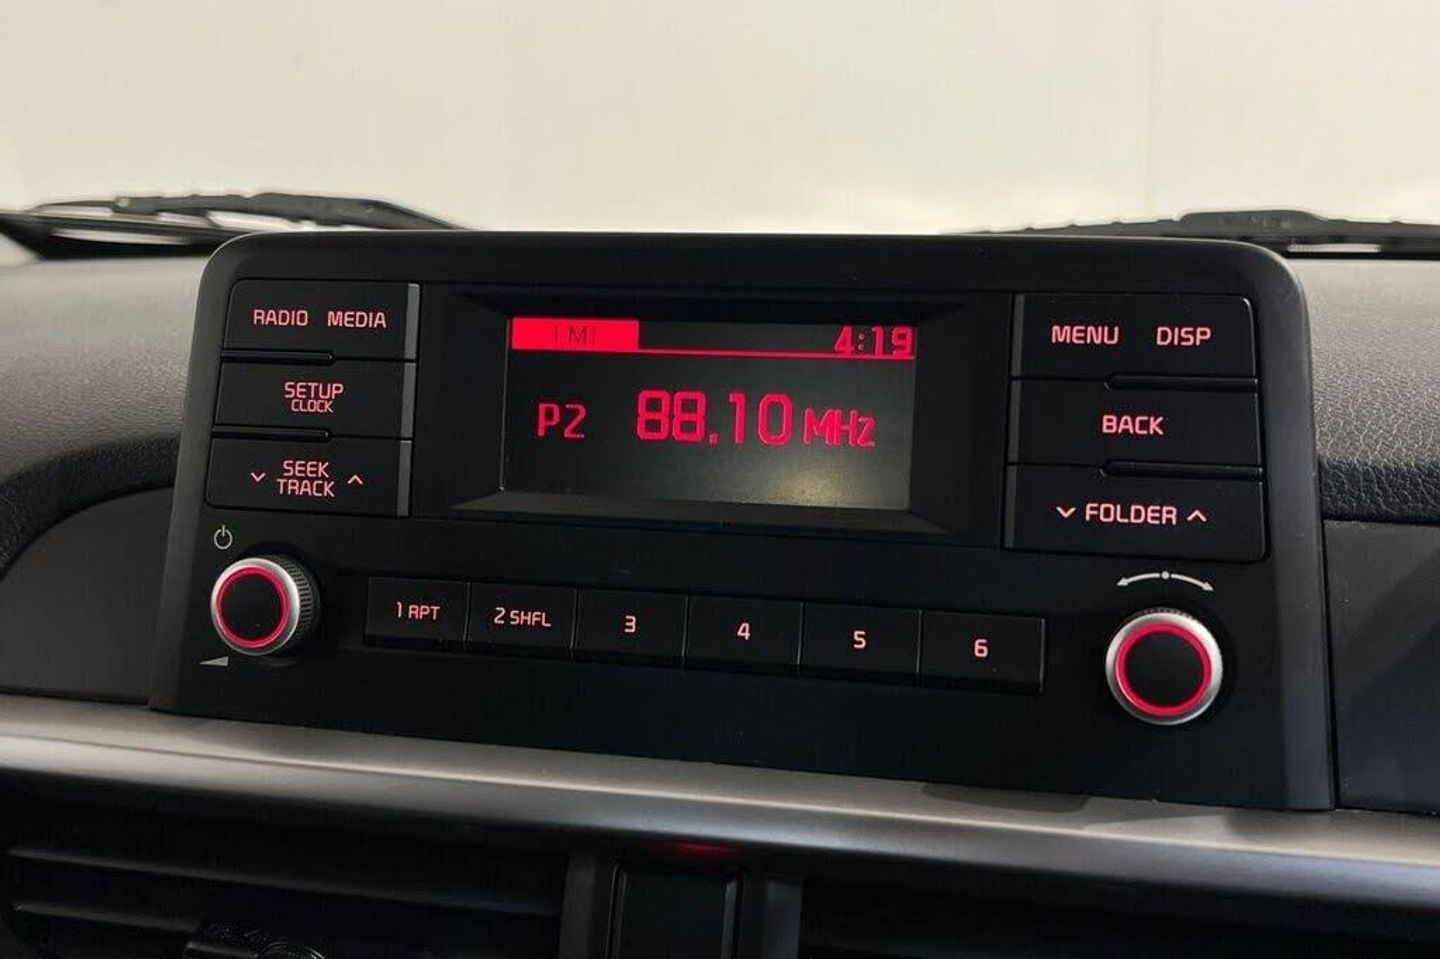 RADIO MEDIA
SETUP
CLOCK
SEEK
TRACK
FM1
4:19
P2 88.10 MHz
MENU DISP
BACK
FOLDER
1 RPT
2 SHFL
3
4
5
6